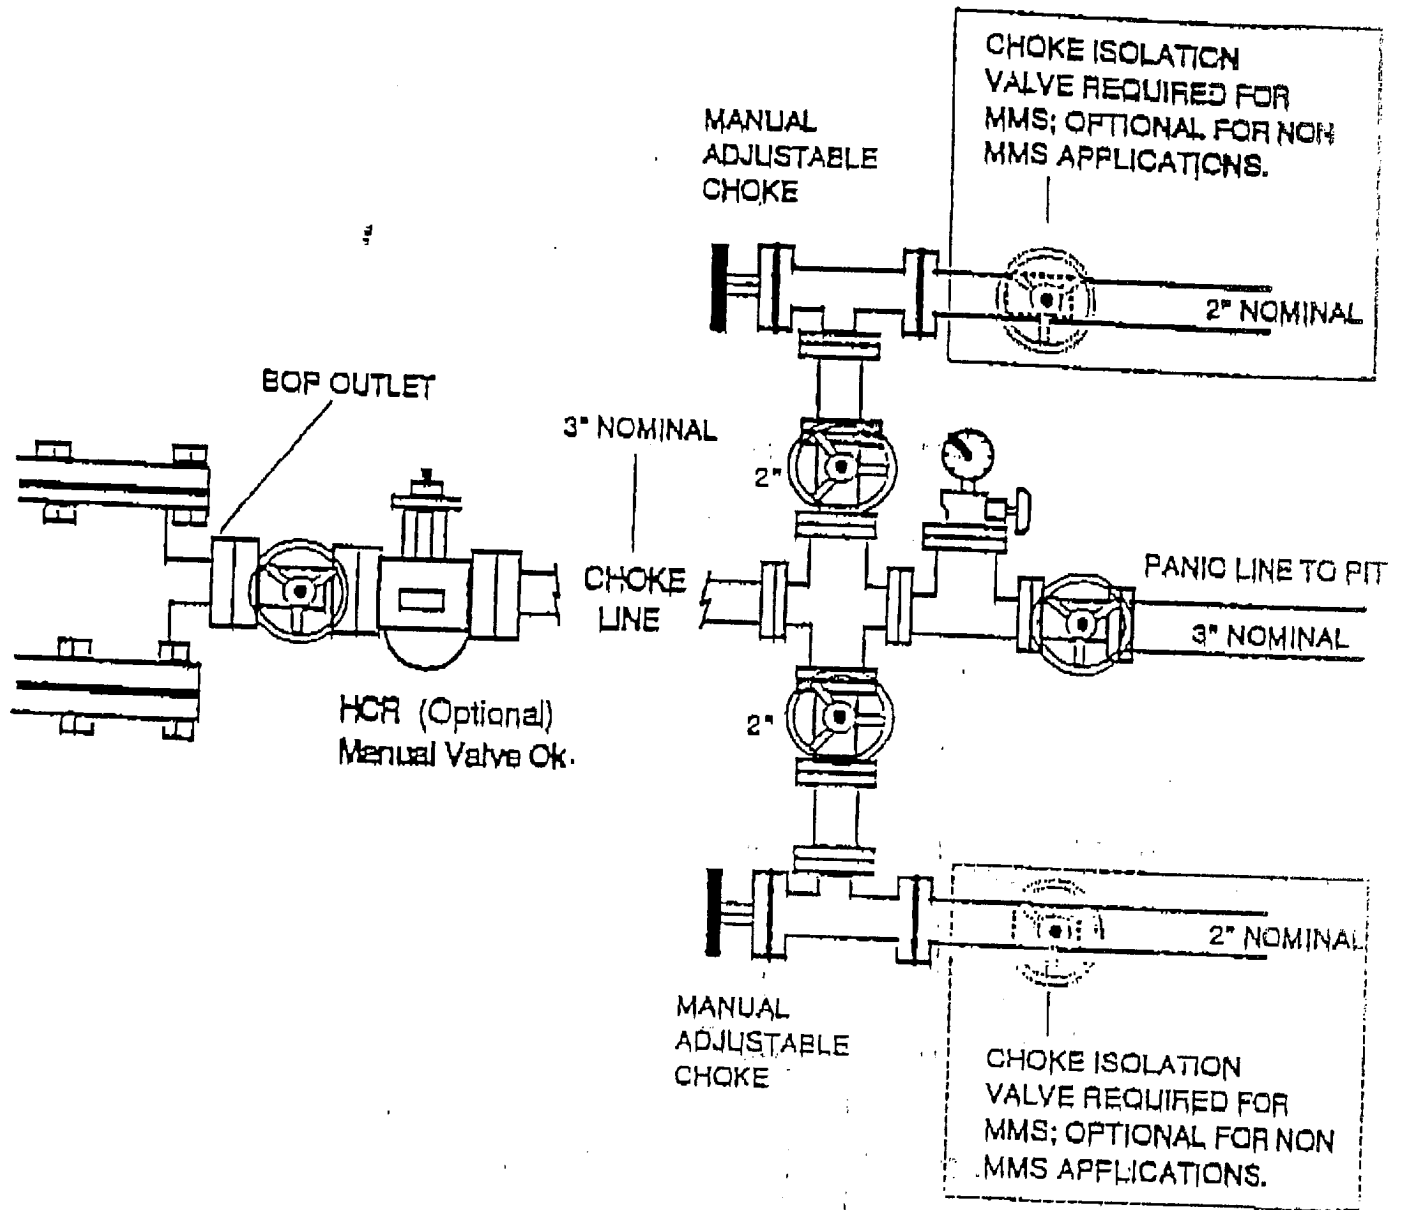 CHOKE ISOLATION
VALVE REQUIRED FOR
MMS; OPTIONAL FOR NON
MMS APPLICATIONS.
MANUAL
ADJUSTABLE
CHOKE
2" NOMINAL
BOP OUTLET
3" NOMINAL
2"
CHOKE
LINE
PANIC LINE TO PIT
3" NOMINAL
HCR (Optional)
Manual Valve Ok.
2"
2" NOMINAL
MANUAL
ADJUSTABLE
CHOKE
CHOKE ISOLATION
VALVE REQUIRED FOR
MMS; OPTIONAL FOR NON
MMS APPLICATIONS.